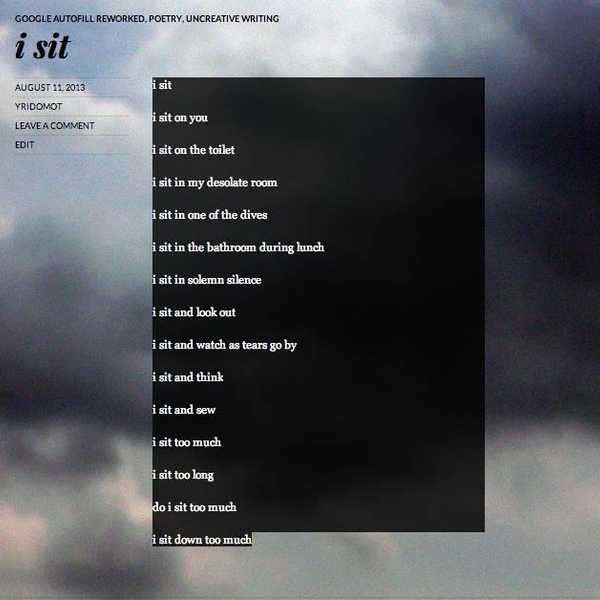 GOOGLE AUTOFILL REWORKED, POETRY, UNCREATIVE WRITING
i sit
AUGUST 11, 2013
YRIDOMOT
LEAVE A COMMENT
EDIT
i sit
i sit on you
i sit on the toilet
i sit in my desolate room
i sit in one of the dives
i sit in the bathroom during lunch
i sit in solemn silence
i sit and look out
i sit and watch as tears go by
i sit and think
i sit and sew
i sit too much
i sit too long
do i sit too much
i sit down too much